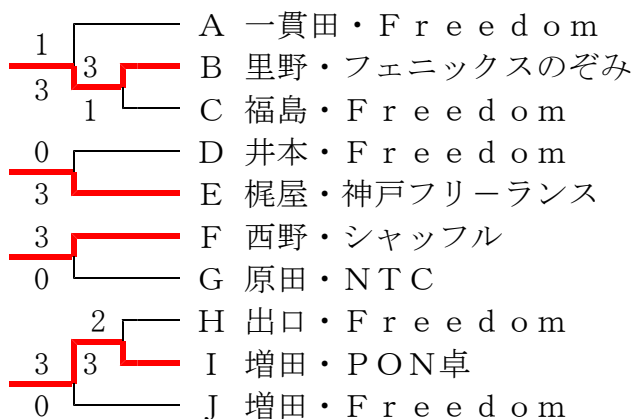 A 一貫田・Freedom
1
3
B 里野・フェニックスのぞみ
3
1
C 福島・Freedom
0
D 井本・Freedom
3
E 梶屋・神戸フリーランス
3
F 西野・シャッフル
0
G 原田・NTC
2
H 出口・Freedom
3
3
I 増田・PON卓
0
J 増田・Freedom